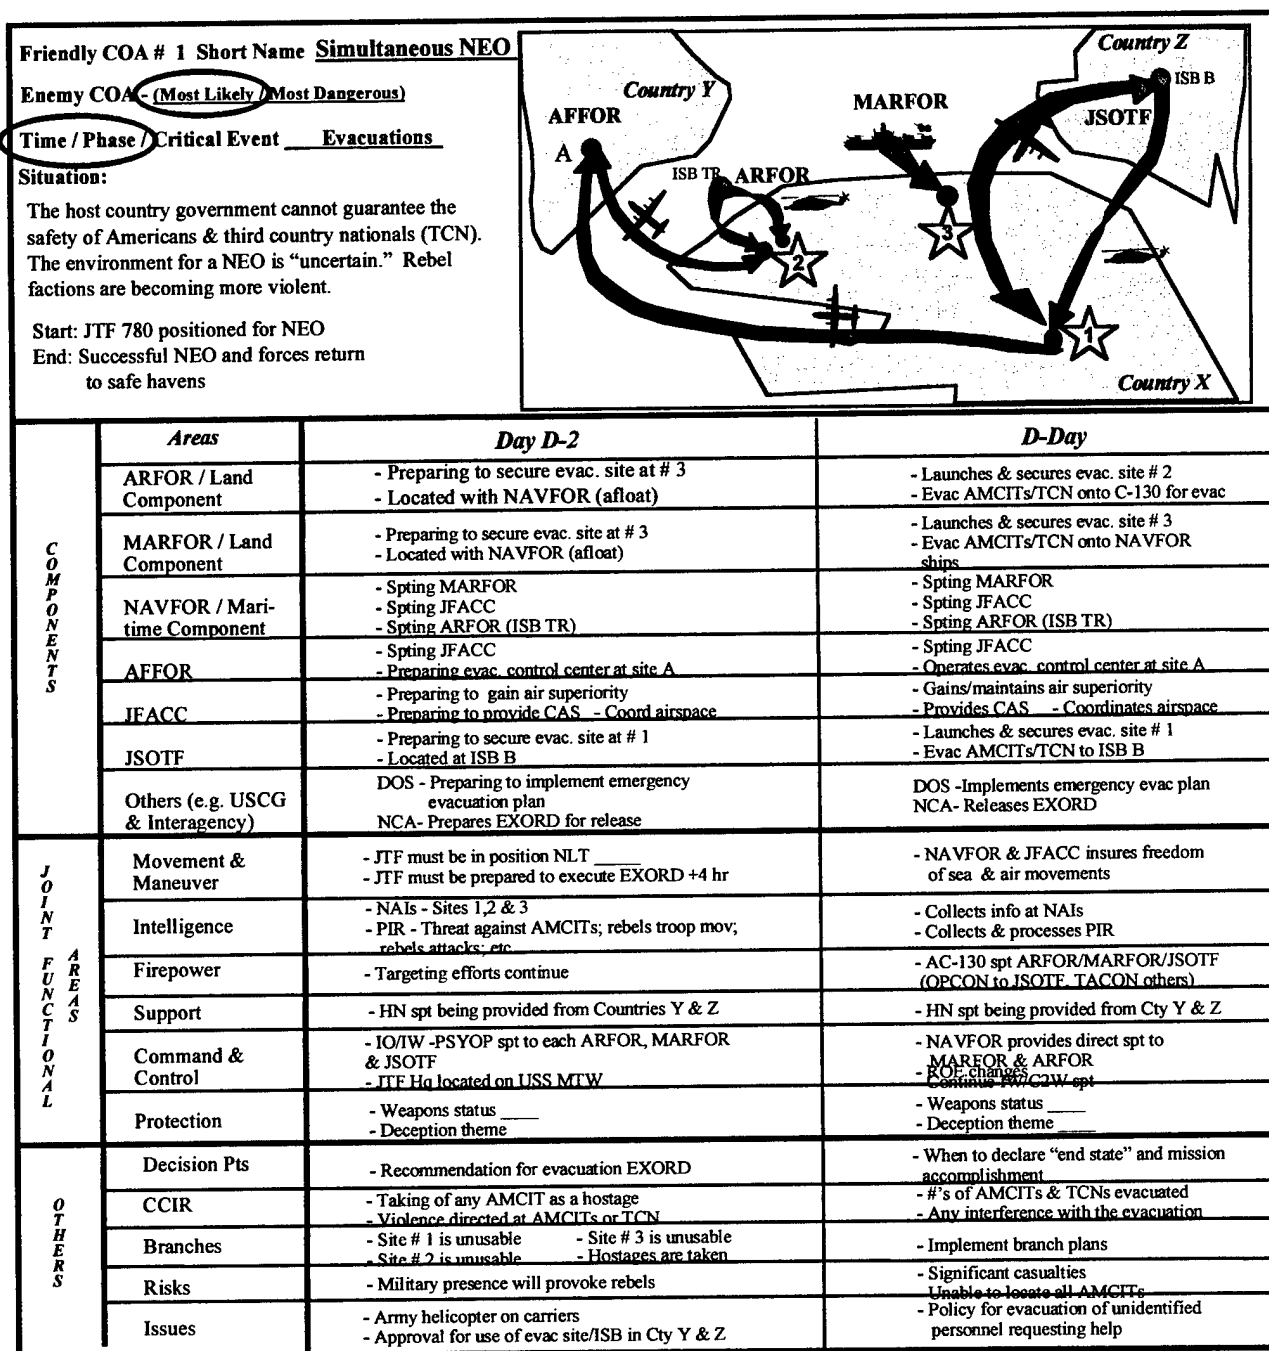 Friendly COA # 1 Short Name Simultaneous NEO
Enemy COA - (Most Likely / Most Dangerous)
Time / Phase / Critical Event ___ Evacuations
Situation:
The host country government cannot guarantee the
safety of Americans & third country nationals (TCN).
The environment for a NEO is “uncertain.” Rebel
factions are becoming more violent.
Start: JTF 780 positioned for NEO
End: Successful NEO and forces return
to safe havens
Country Z
ISB B
Country Y
MARFOR
AFFOR
JSOTF
A
ISB TR
ARFOR
3
2
1
Country X
Areas
Day D-2
D-Day
COMPONENTS
ARFOR / Land
Component
- Preparing to secure evac. site at # 3
- Located with NAVFOR (afloat)
- Launches & secures evac. site # 2
- Evac AMCITs/TCN onto C-130 for evac
MARFOR / Land
Component
- Preparing to secure evac. site at # 3
- Located with NAVFOR (afloat)
- Launches & secures evac. site # 3
- Evac AMCITs/TCN onto NAVFOR
ships
NAVFOR / Mari-
time Component
- Spting MARFOR
- Spting JFACC
- Spting ARFOR (ISB TR)
- Spting MARFOR
- Spting JFACC
- Spting ARFOR (ISB TR)
AFFOR
- Spting JFACC
- Preparing evac. control center at site A
- Spting JFACC
- Operates evac. control center at site A
JFACC
- Preparing to gain air superiority
- Preparing to provide CAS - Coord airspace
- Gains/maintains air superiority
- Provides CAS - Coordinates airspace
JSOTF
- Preparing to secure evac. site at # 1
- Located at ISB B
- Launches & secures evac. site # 1
- Evac AMCITs/TCN to ISB B
Others (e.g. USCG
& Interagency)
DOS - Preparing to implement emergency
evacuation plan
NCA- Prepares EXORD for release
DOS -Implements emergency evac plan
NCA- Releases EXORD
JOINT FUNCTIONAL
AREAS
Movement &
Maneuver
- JTF must be in position NLT ____
- JTF must be prepared to execute EXORD +4 hr
- NAVFOR & JFACC insures freedom
of sea & air movements
Intelligence
- NAIs - Sites 1,2 & 3
- PIR - Threat against AMCITs; rebels troop mov;
rebels attacks; etc
- Collects info at NAIs
- Collects & processes PIR
Firepower
- Targeting efforts continue
- AC-130 spt ARFOR/MARFOR/JSOTF
(OPCON to JSOTF, TACON others)
Support
- HN spt being provided from Countries Y & Z
- HN spt being provided from Cty Y & Z
Command &
Control
- IO/IW -PSYOP spt to each ARFOR, MARFOR
& JSOTF
- JTF Hq located on USS MTW
- NAVFOR provides direct spt to
MARFOR & ARFOR
- ROE changes
Continue IW/C2W spt
Protection
- Weapons status ____
- Deception theme
- Weapons status ____
- Deception theme ____
OTHERS
Decision Pts
- Recommendation for evacuation EXORD
- When to declare “end state” and mission
accomplishment
CCIR
- Taking of any AMCIT as a hostage
- Violence directed at AMCITs or TCN
- #'s of AMCITs & TCNs evacuated
- Any interference with the evacuation
Branches
- Site # 1 is unusable - Site # 3 is unusable
- Site # 2 is unusable - Hostages are taken
- Implement branch plans
Risks
- Military presence will provoke rebels
- Significant casualties
- Unable to locate all AMCITs
Issues
- Army helicopter on carriers
- Approval for use of evac site/ISB in Cty Y & Z
- Policy for evacuation of unidentified
personnel requesting help